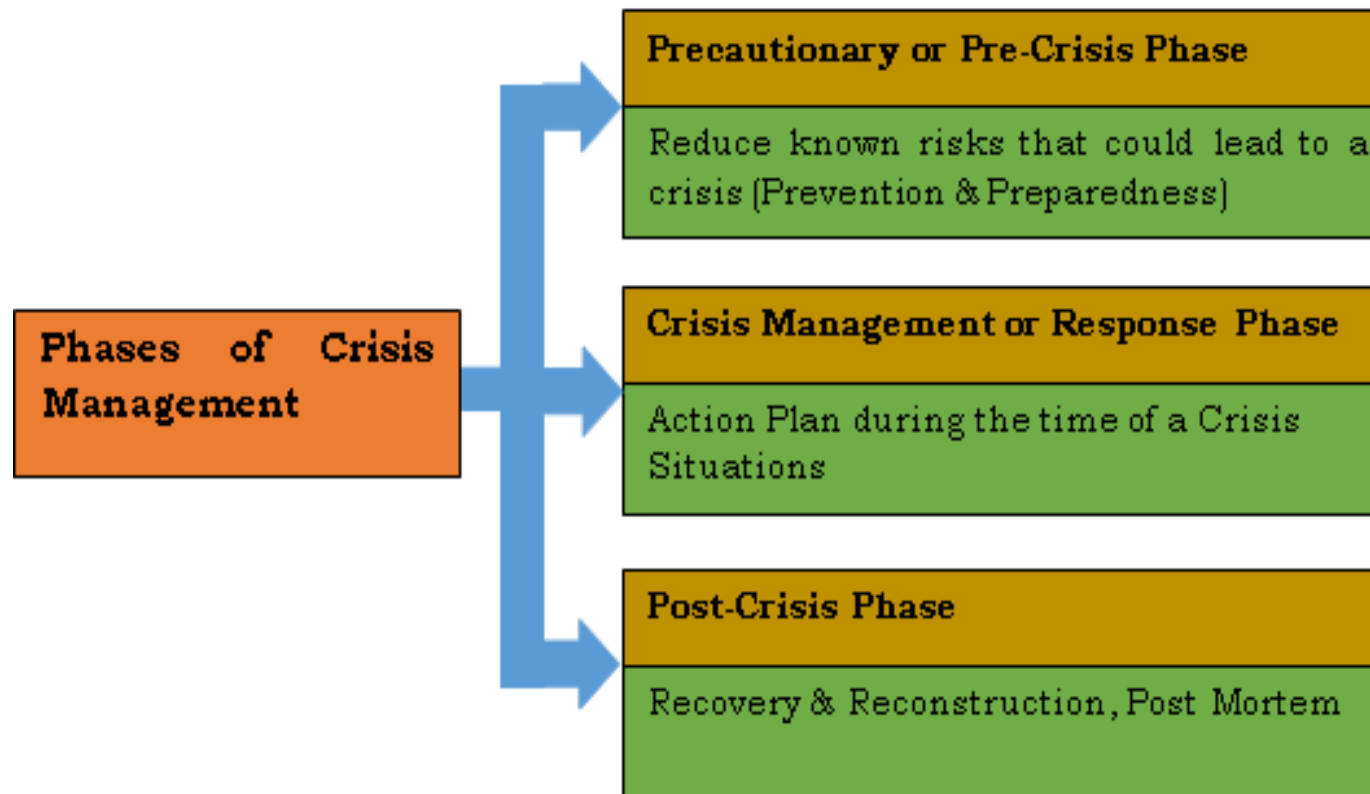 Precautionary or Pre-Crisis Phase
Reduce known risks that could lead to a
crisis (Prevention & Preparedness)
Phases of Crisis
Management
Crisis Management or Response Phase
Action Plan during the time of a Crisis
Situations
Post-Crisis Phase
Recovery & Reconstruction, Post Mortem